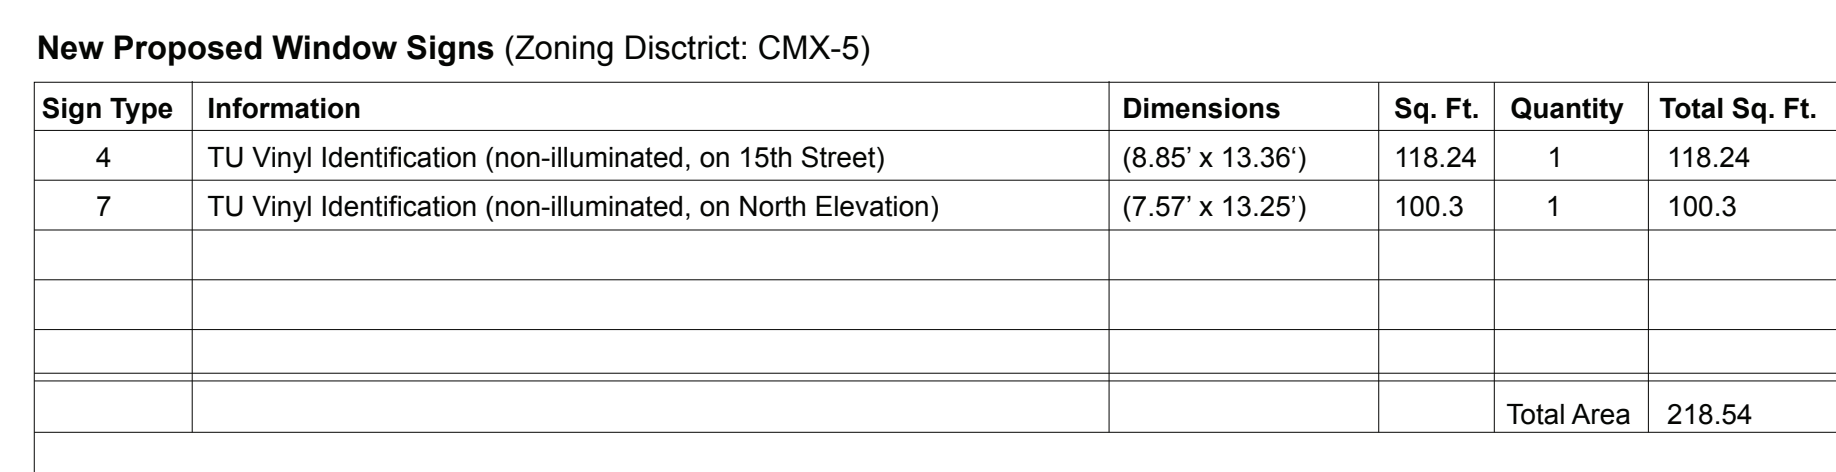 New Proposed Window Signs (Zoning Disctrict: CMX-5)
Sign Type Information Dimensions Sq. Ft. Quantity Total Sq. Ft.
4 TU Vinyl Identification (non-illuminated, on 15th Street) (8.85’ x 13.36‘) 118.24 1 118.24
7 TU Vinyl Identification (non-illuminated, on North Elevation) (7.57’ x 13.25’) 100.3 1 100.3
Total Area 218.54